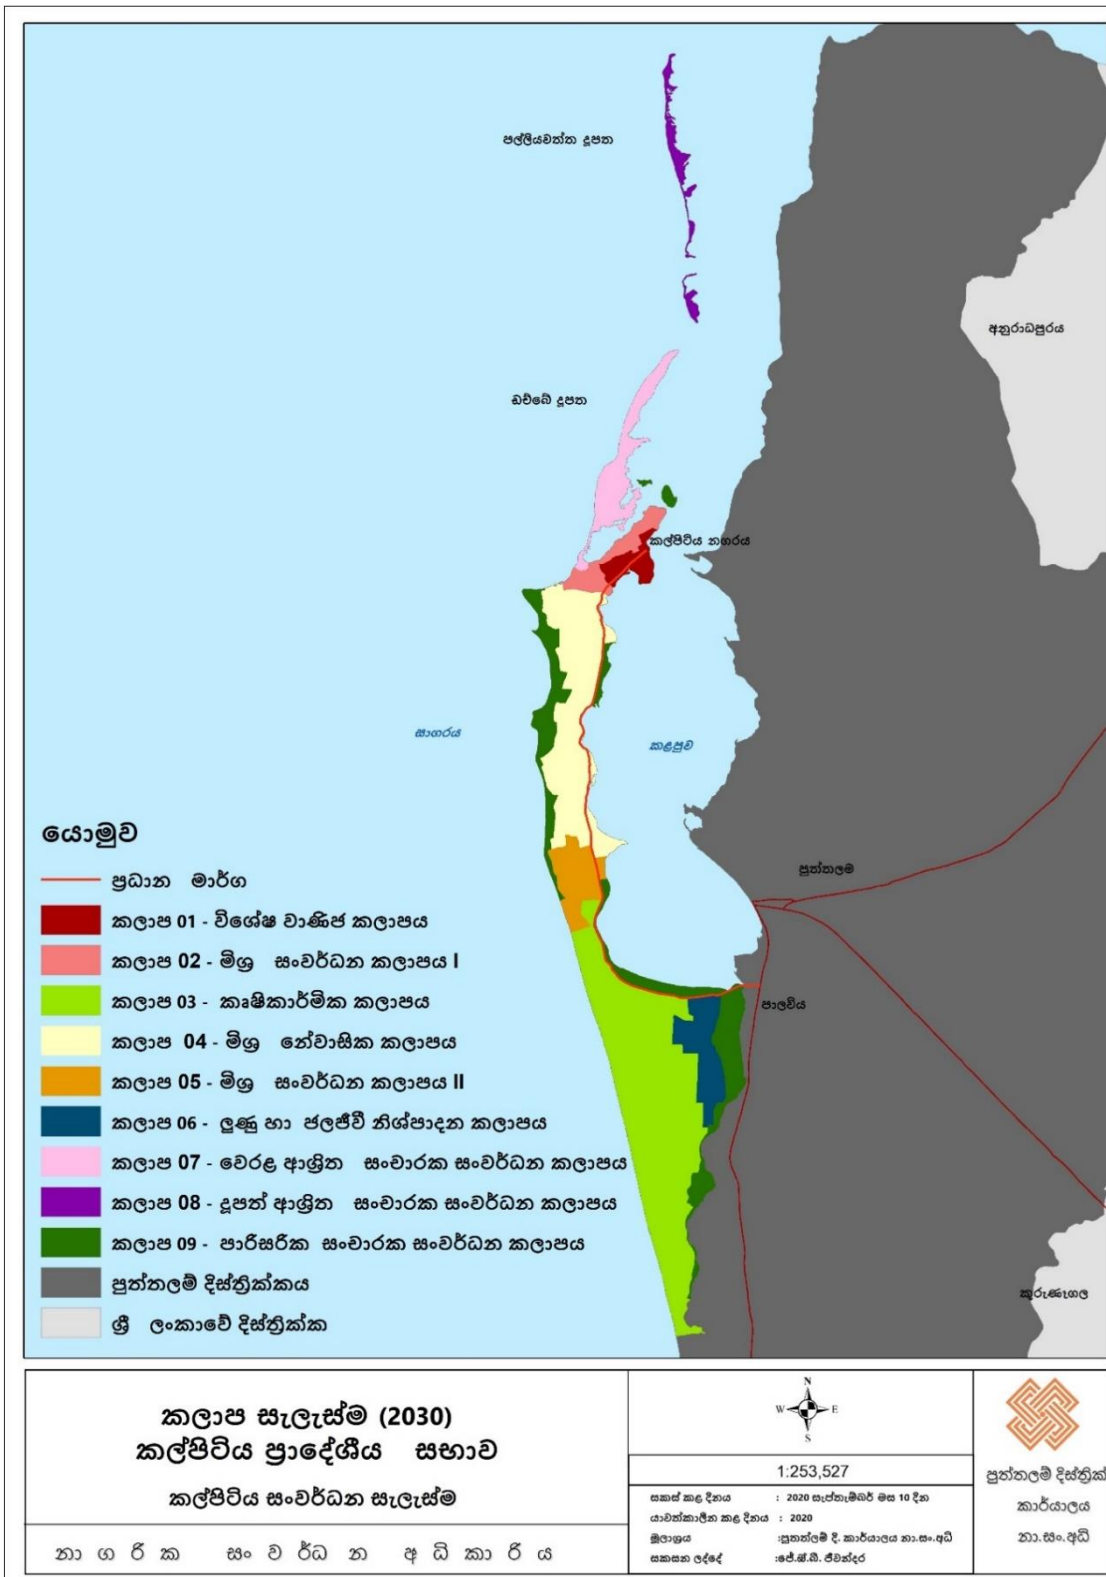 පල්ලියවත්ත දූපත
අනුරාධපුරය
ඩච්බේ දූපත
කල්පිටිය නගරය
සාගරය
කළපුව
පුත්තලම
පාලවිය
කුරුණෑගල
යොමුව
ප්‍රධාන මාර්ග
කලාප 01 - විශේෂ වාණිජ කලාපය
කලාප 02 - මිශ්‍ර සංවර්ධන කලාපය I
කලාප 03 - කෘෂිකාර්මික කලාපය
කලාප 04 - මිශ්‍ර නේවාසික කලාපය
කලාප 05 - මිශ්‍ර සංවර්ධන කලාපය II
කලාප 06 - ලුණු හා ජලජීවී නිශ්පාදන කලාපය
කලාප 07 - වෙරළ ආශ්‍රිත සංචාරක සංවර්ධන කලාපය
කලාප 08 - දූපත් ආශ්‍රිත සංචාරක සංවර්ධන කලාපය
කලාප 09 - පාරිසරික සංචාරක සංවර්ධන කලාපය
පුත්තලම් දිස්ත්‍රික්කය
ශ්‍රී ලංකාවේ දිස්ත්‍රික්ක
කලාප සැලැස්ම (2030)
කල්පිටිය ප්‍රාදේශීය සභාව
කල්පිටිය සංවර්ධන සැලැස්ම
නාගරික සංවර්ධන අධිකාරිය
N
W E
S
1:253,527
සකස් කළ දිනය : 2020 සැප්තැම්බර් මස 10 දින
යාවත්කාලීන කළ දිනය : 2020
මූලාශ්‍රය :පුතත්ලම් දි. කාර්යාලය නා.සං.අධි
සකසන ලද්දේ :ජේ.ඒ.බී. ජීවන්දර
පුත්තලම් දිස්ත්‍රික්
කාර්යාලය
නා.සං.අධි